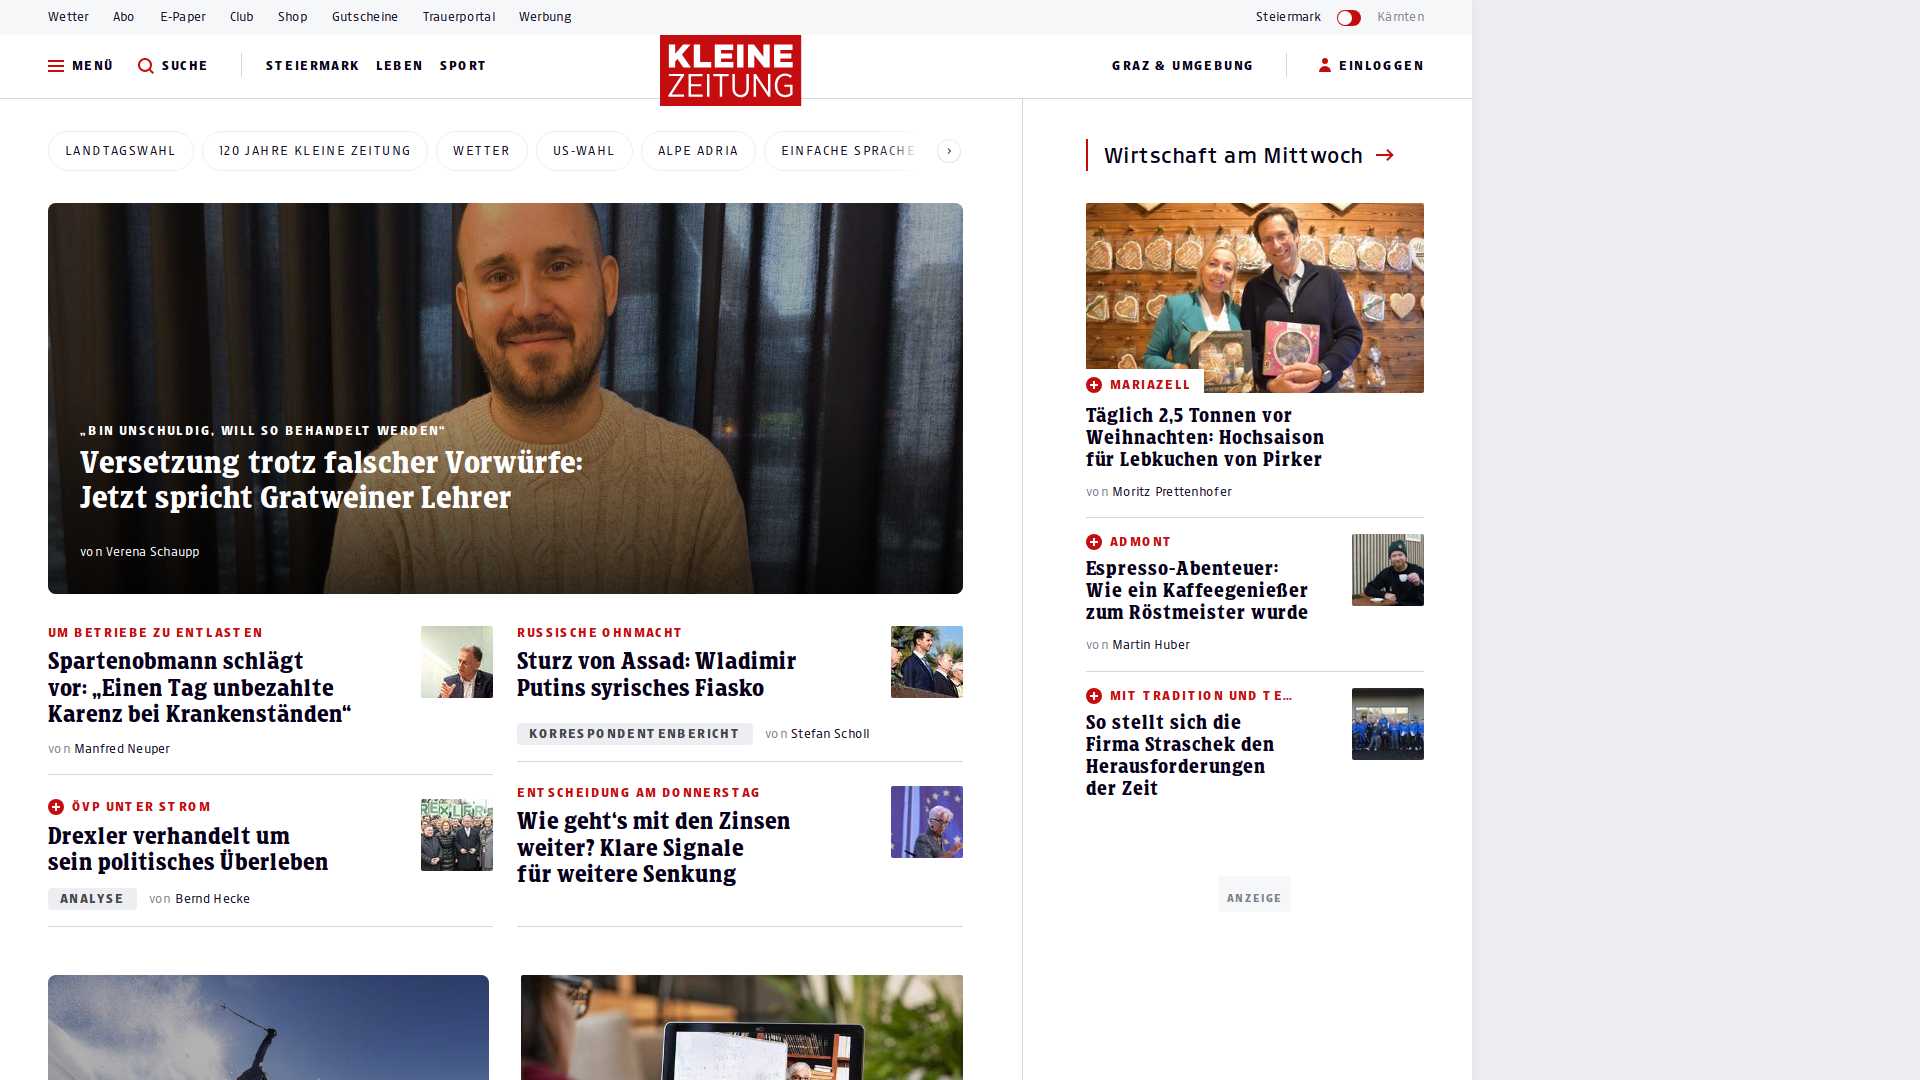 Wetter Abo E-Paper Club Shop Gutscheine Trauerportal Werbung Steiermark Kärnten
MENÜ SUCHE STEIERMARK LEBEN SPORT KLEINE ZEITUNG GRAZ & UMGEBUNG EINLOGGEN
LANDTAGSWAHL 120 JAHRE KLEINE ZEITUNG WETTER US-WAHL ALPE ADRIA EINFACHE SPRACHE
„BIN UNSCHULDIG, WILL SO BEHANDELT WERDEN“
Versetzung trotz falscher Vorwürfe:
Jetzt spricht Gratweiner Lehrer
von Verena Schaupp
UM BETRIEBE ZU ENTLASTEN
Spartenobmann schlägt
vor: „Einen Tag unbezahlte
Karenz bei Krankenständen“
von Manfred Neuper
ÖVP UNTER STROM
Drexler verhandelt um
sein politisches Überleben
ANALYSE von Bernd Hecke
RUSSISCHE OHNMACHT
Sturz von Assad: Wladimir
Putins syrisches Fiasko
KORRESPONDENTENBERICHT von Stefan Scholl
ENTSCHEIDUNG AM DONNERSTAG
Wie geht‘s mit den Zinsen
weiter? Klare Signale
für weitere Senkung
Wirtschaft am Mittwoch
MARIAZELL
Täglich 2,5 Tonnen vor
Weihnachten: Hochsaison
für Lebkuchen von Pirker
von Moritz Prettenhofer
ADMONT
Espresso-Abenteuer:
Wie ein Kaffeegenießer
zum Röstmeister wurde
von Martin Huber
MIT TRADITION UND TE...
So stellt sich die
Firma Straschek den
Herausforderungen
der Zeit
ANZEIGE